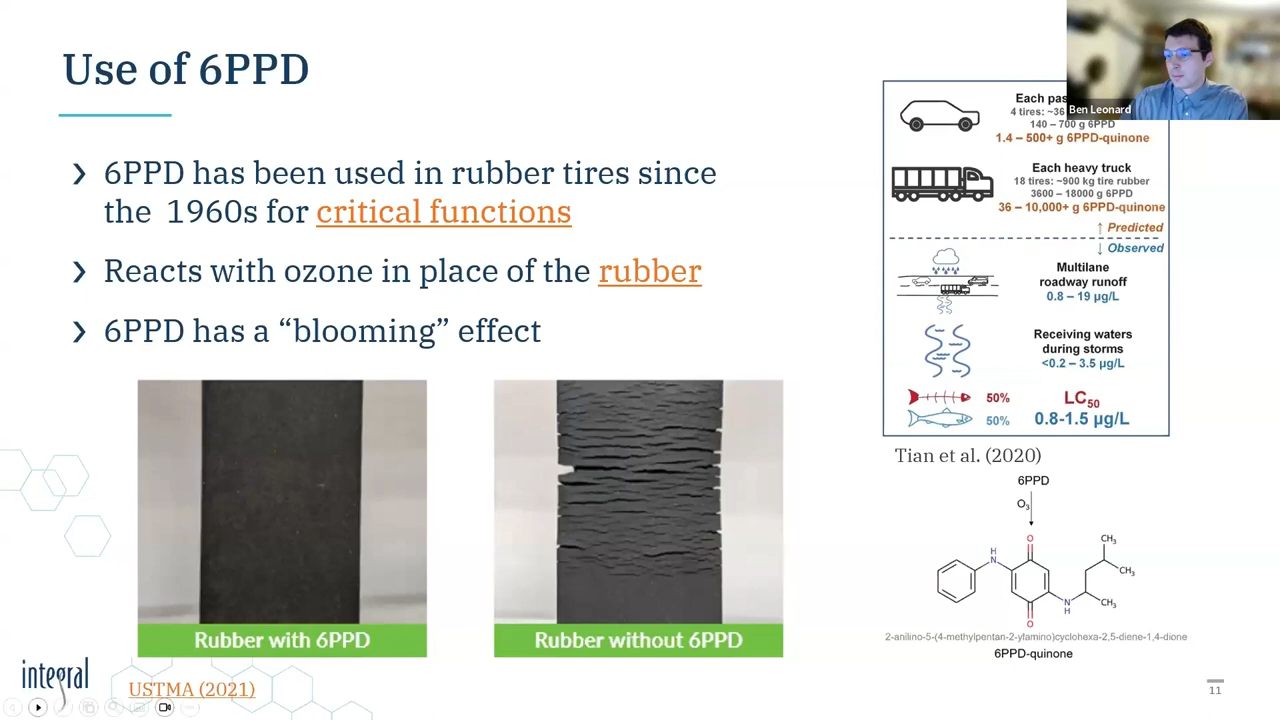 Use of 6PPD
❯ 6PPD has been used in rubber tires since
the 1960s for critical functions
❯ Reacts with ozone in place of the rubber
❯ 6PPD has a “blooming” effect
Rubber with 6PPD
Rubber without 6PPD
integral
USTMA (2021)
Ben Leonard
Each
4 tires:
140 – 700 g 6PPD
1.4 – 500+ g 6PPD-quinone
Each heavy truck
18 tires: ~900 kg tire rubber
3600 – 18000 g 6PPD
36 – 10,000+ g 6PPD-quinone
↑ Predicted
↓ Observed
Multilane
roadway runoff
0.8 – 19 µg/L
Receiving waters
during storms
<0.2 – 3.5 µg/L
50%
50%
LC50
0.8-1.5 µg/L
Tian et al. (2020)
6PPD
O3
O
CH3
H
N
CH3
N
H
CH3
O
2-anilino-5-(4-methylpentan-2-ylamino)cyclohexa-2,5-diene-1,4-dione
6PPD-quinone
11